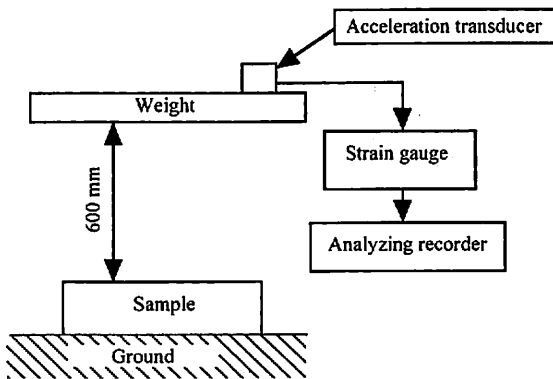 Acceleration transducer
Weight
Strain gauge
600 mm
Analyzing recorder
Sample
Ground